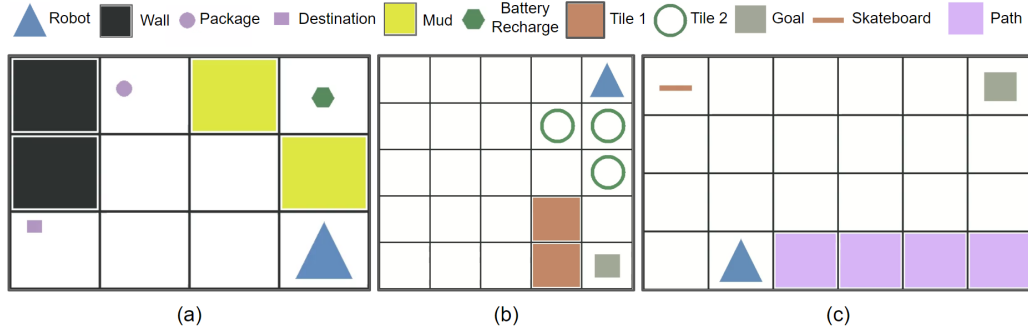 Robot
Wall
Package
Destination
Mud
Battery
Recharge
Tile 1
Tile 2
Goal
Skateboard
Path
(a)
(b)
(c)